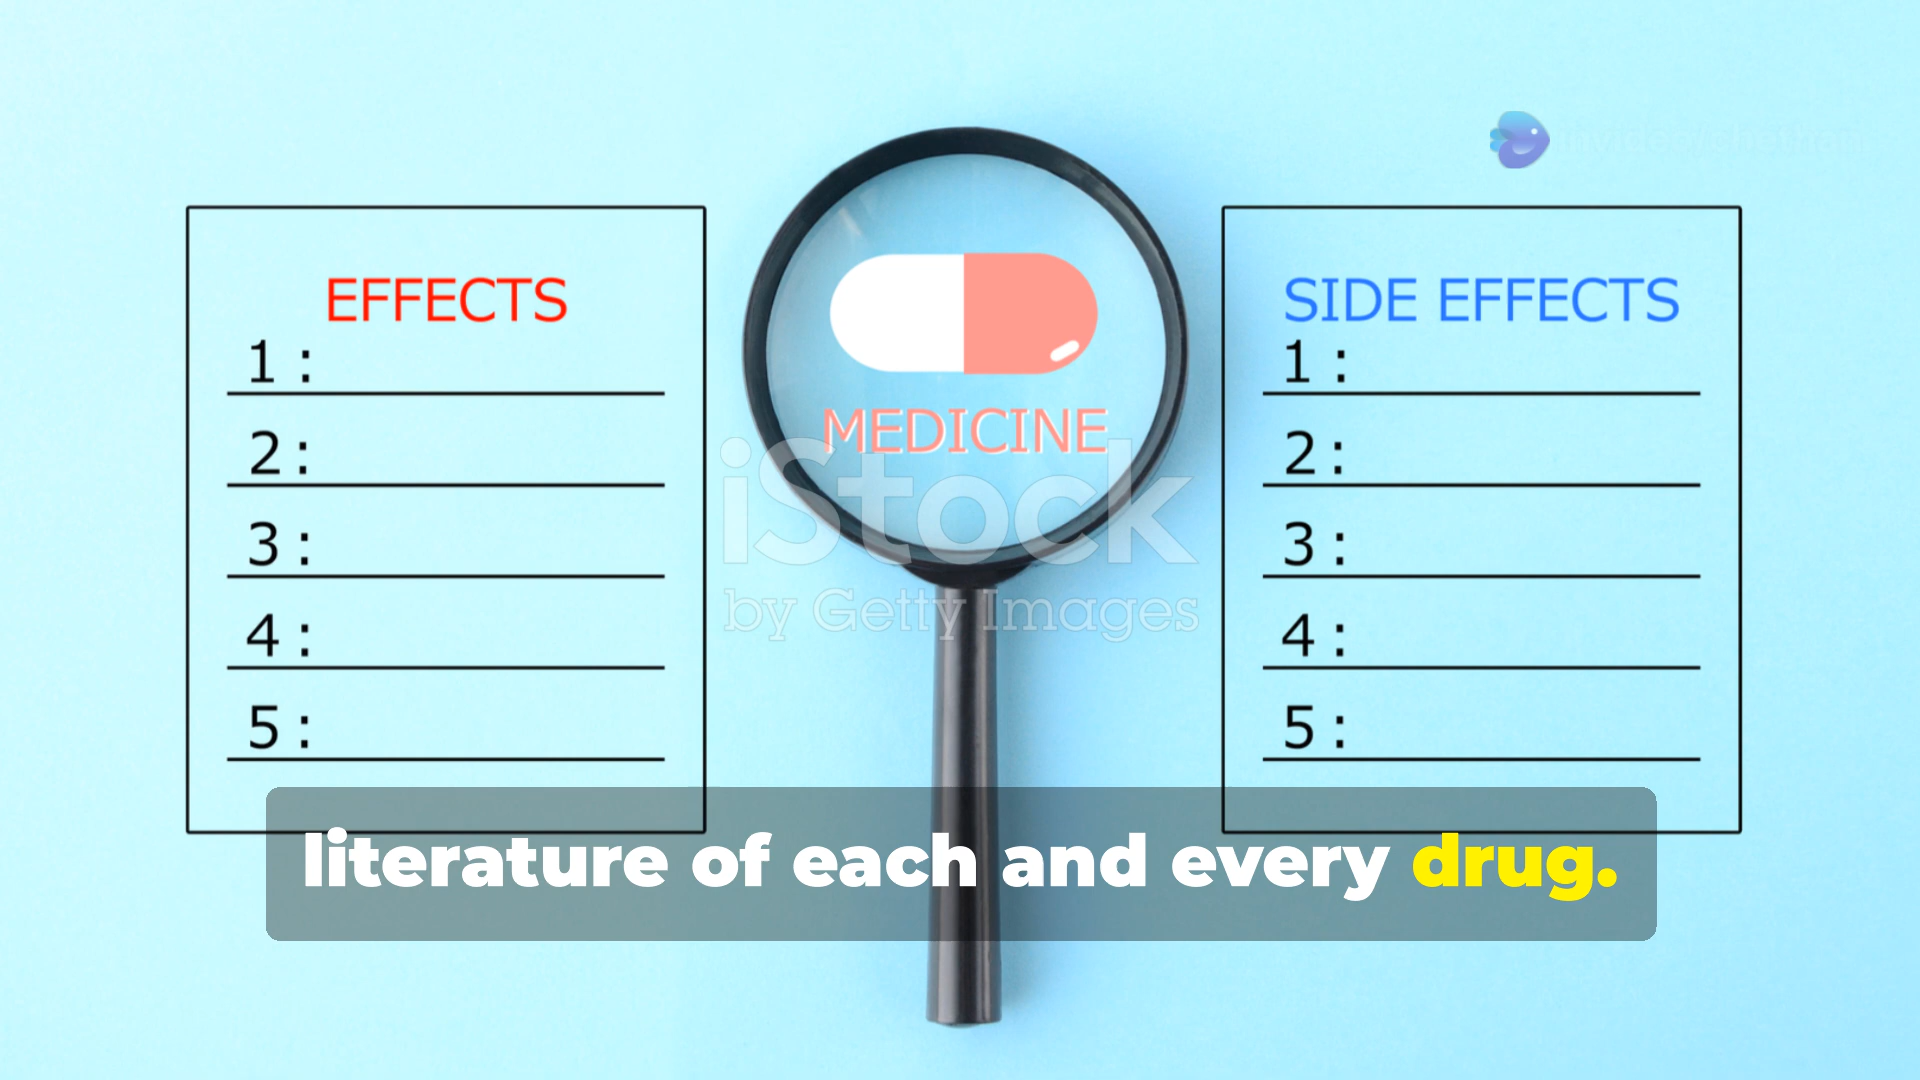 EFFECTS
1 :
2 :
3 :
4 :
5 :
MEDICINE
iStock
by Getty Images
SIDE EFFECTS
1 :
2 :
3 :
4 :
5 :
literature of each and every drug.